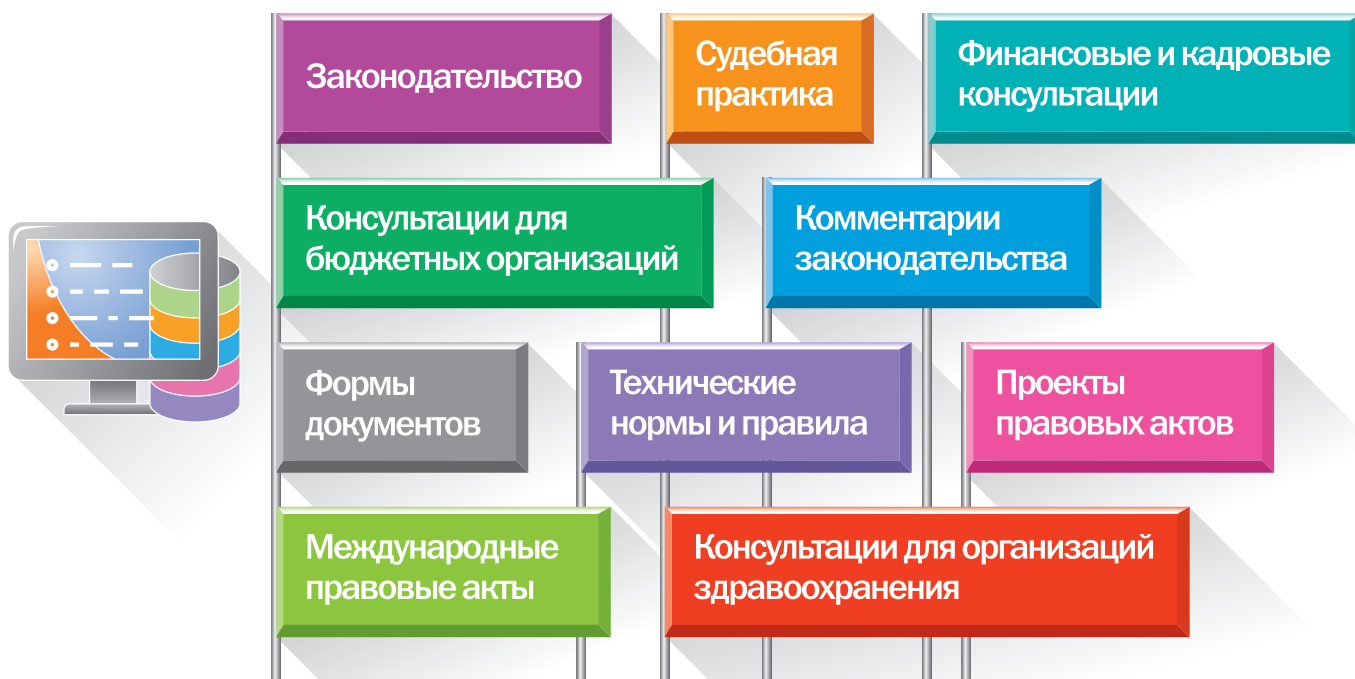 Законодательство
Судебная
практика
Финансовые и кадровые
консультации
Консультации для
бюджетных организаций
Комментарии
законодательства
Формы
документов
Технические
нормы и правила
Проекты
правовых актов
Международные
правовые акты
Консультации для организаций
здравоохранения